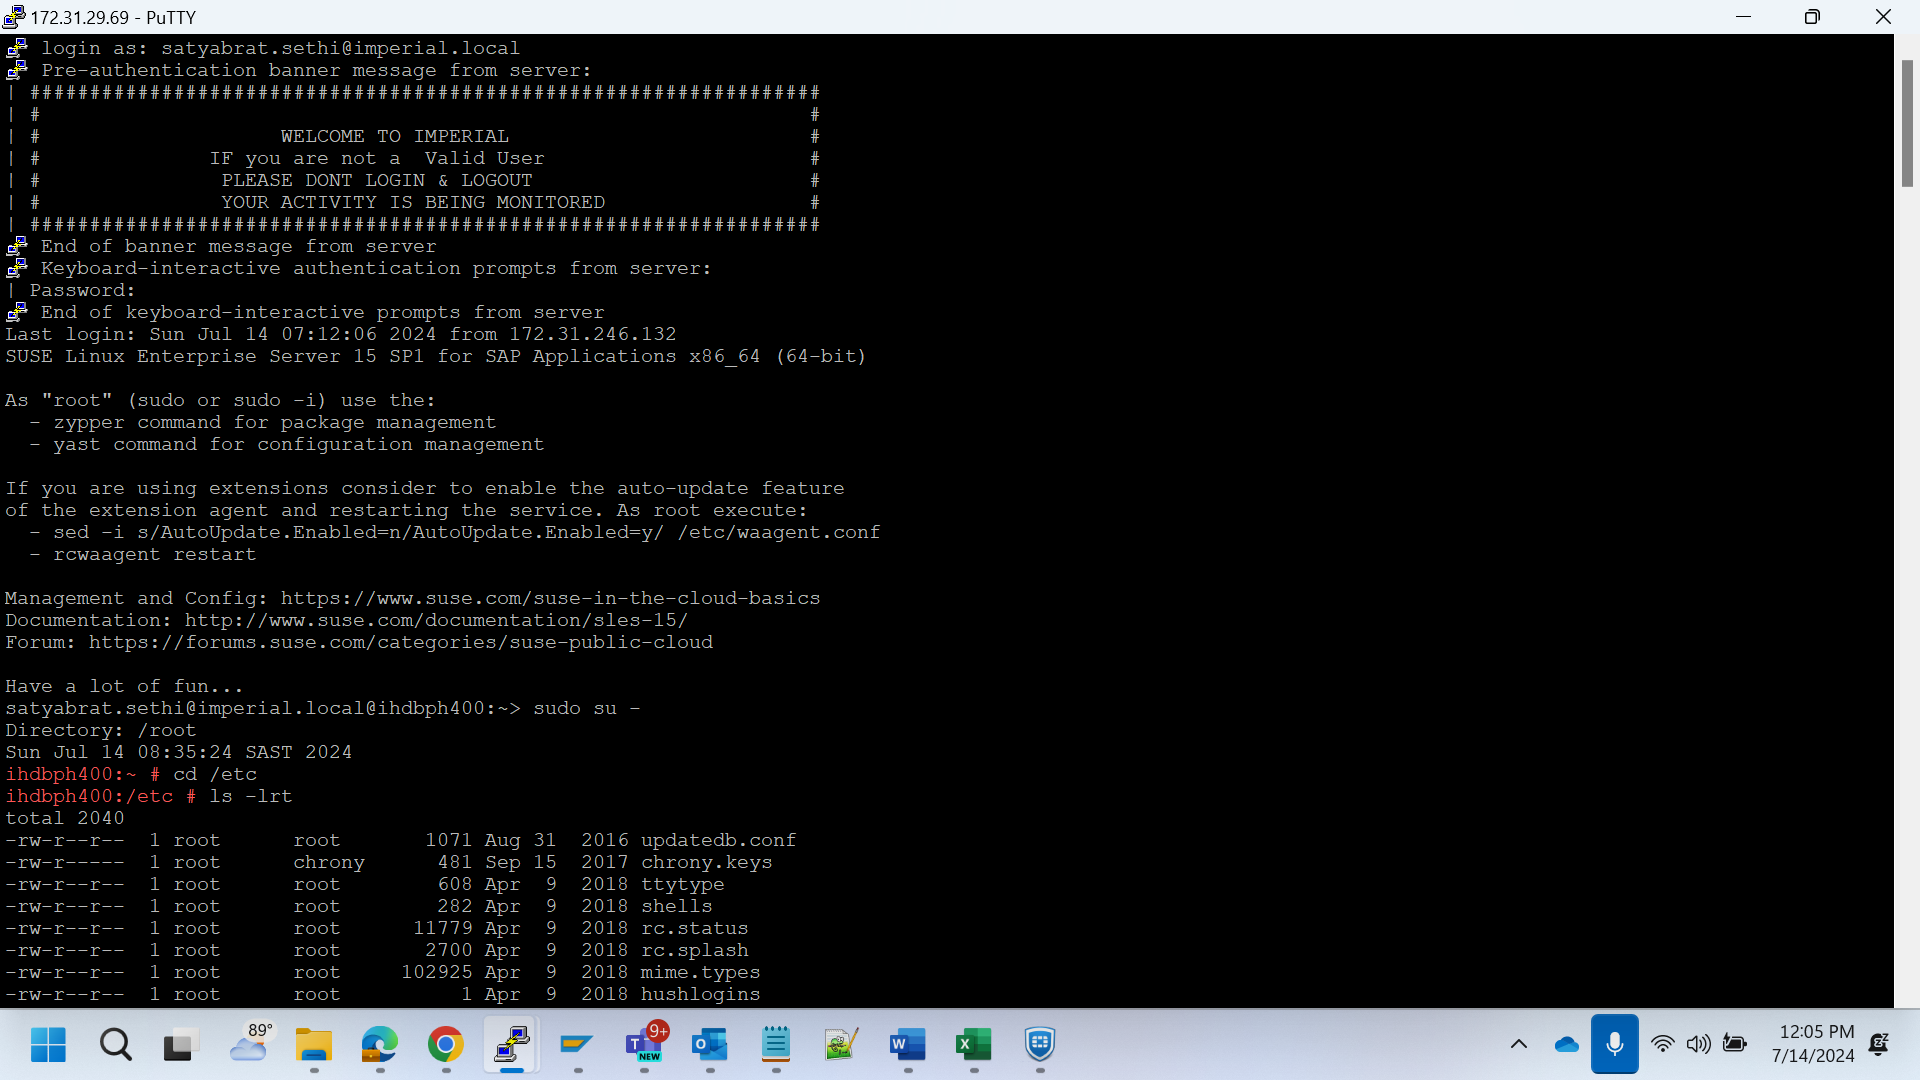 172.31.29.69 - PuTTY
login as: satyabrat.sethi@imperial.local
Pre-authentication banner message from server:
| ##################################################################
| #                                                                #
| #                    WELCOME TO IMPERIAL                         #
| #              IF you are not a  Valid User                      #
| #               PLEASE DONT LOGIN & LOGOUT                       #
| #               YOUR ACTIVITY IS BEING MONITORED                 #
| ##################################################################
End of banner message from server
Keyboard-interactive authentication prompts from server:
| Password:
End of keyboard-interactive prompts from server
Last login: Sun Jul 14 07:12:06 2024 from 172.31.246.132
SUSE Linux Enterprise Server 15 SP1 for SAP Applications x86_64 (64-bit)
As "root" (sudo or sudo -i) use the:
  - zypper command for package management
  - yast command for configuration management
If you are using extensions consider to enable the auto-update feature
of the extension agent and restarting the service. As root execute:
  - sed -i s/AutoUpdate.Enabled=n/AutoUpdate.Enabled=y/ /etc/waagent.conf
  - rcwaagent restart
Management and Config: https://www.suse.com/suse-in-the-cloud-basics
Documentation: http://www.suse.com/documentation/sles-15/
Forum: https://forums.suse.com/categories/suse-public-cloud
Have a lot of fun...
satyabrat.sethi@imperial.local@ihdbph400:~> sudo su -
Directory: /root
Sun Jul 14 08:35:24 SAST 2024
ihdbph400:~ # cd /etc
ihdbph400:/etc # ls -lrt
total 2040
-rw-r--r--  1 root      root       1071 Aug 31  2016 updatedb.conf
-rw-r-----  1 root      chrony      481 Sep 15  2017 chrony.keys
-rw-r--r--  1 root      root        608 Apr  9  2018 ttytype
-rw-r--r--  1 root      root        282 Apr  9  2018 shells
-rw-r--r--  1 root      root      11779 Apr  9  2018 rc.status
-rw-r--r--  1 root      root       2700 Apr  9  2018 rc.splash
-rw-r--r--  1 root      root     102925 Apr  9  2018 mime.types
-rw-r--r--  1 root      root          1 Apr  9  2018 hushlogins
89°
9+
NEW
12:05 PM
7/14/2024